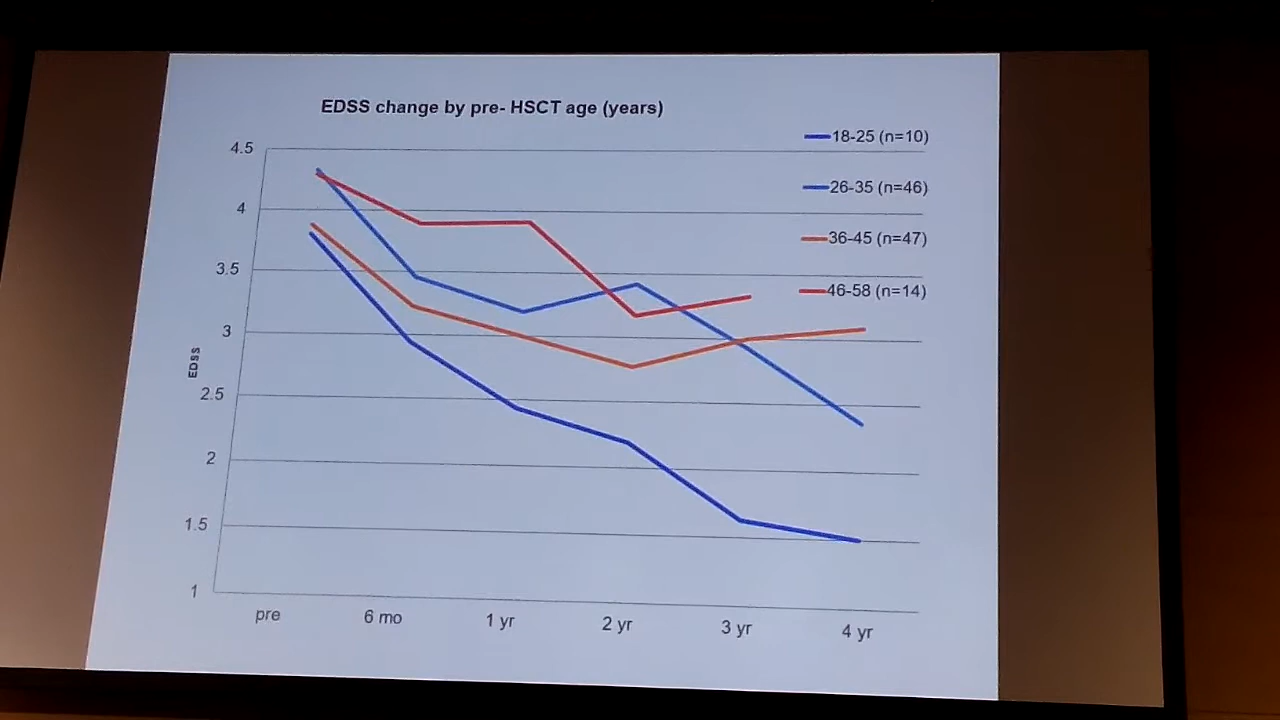 EDSS change by pre- HSCT age (years)
18-25 (n=10)
26-35 (n=46)
36-45 (n=47)
46-58 (n=14)
4.5
4
3.5
3
2.5
2
1.5
1
EDSS
pre
6 mo
1 yr
2 yr
3 yr
4 yr